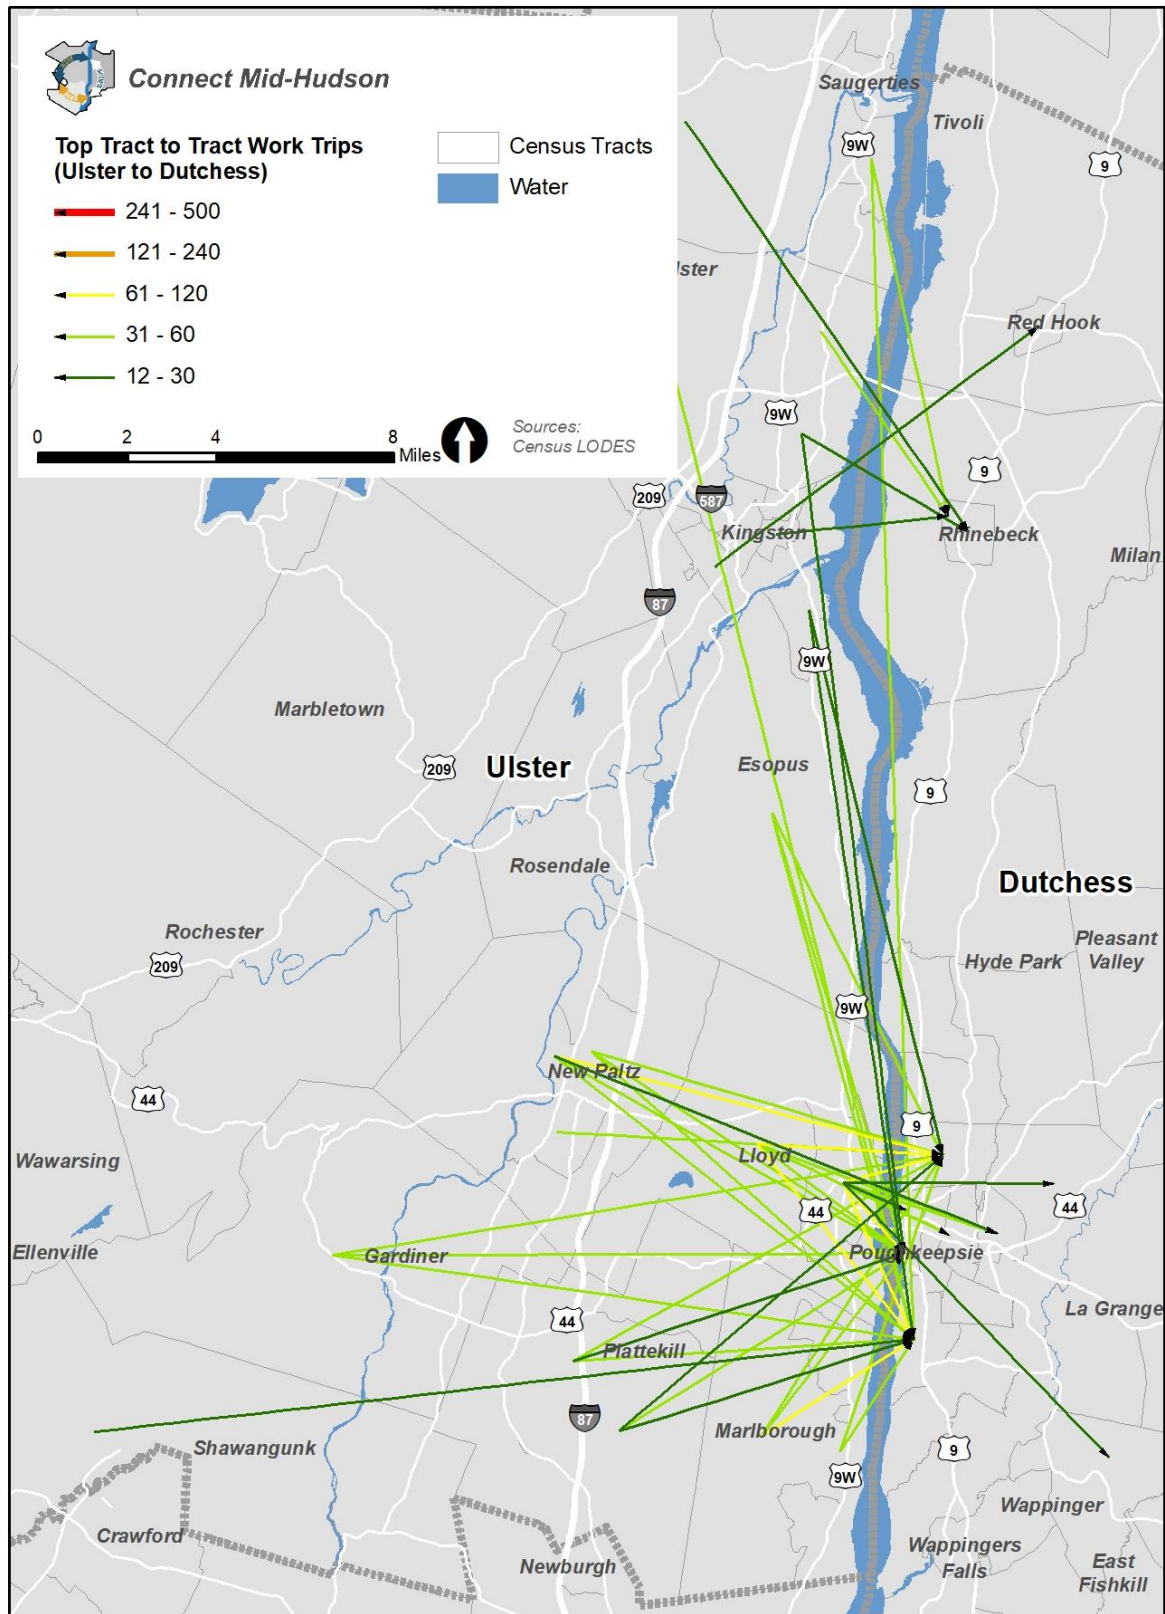 Connect Mid-Hudson
Top Tract to Tract Work Trips
(Ulster to Dutchess)
241 - 500
121 - 240
61 - 120
31 - 60
12 - 30
Census Tracts
Water
0 2 4 8
Miles
Sources:
Census LODES
Saugerties
Tivoli
9W
9
lster
Red Hook
9W
9
209
587
Kingston
Rhinebeck
Milan
87
9W
Marbletown
209
Ulster
Esopus
9
Rosendale
Dutchess
Rochester
209
Hyde Park
Pleasant
Valley
9W
New Paltz
44
9
Wawarsing
Lloyd
44
44
Ellenville
Gardiner
Poughkeepsie
La Grange
44
Plattekill
87
Marlborough
Shawangunk
9
9W
Wappinger
Crawford
Newburgh
Wappingers
Falls
East
Fishkill